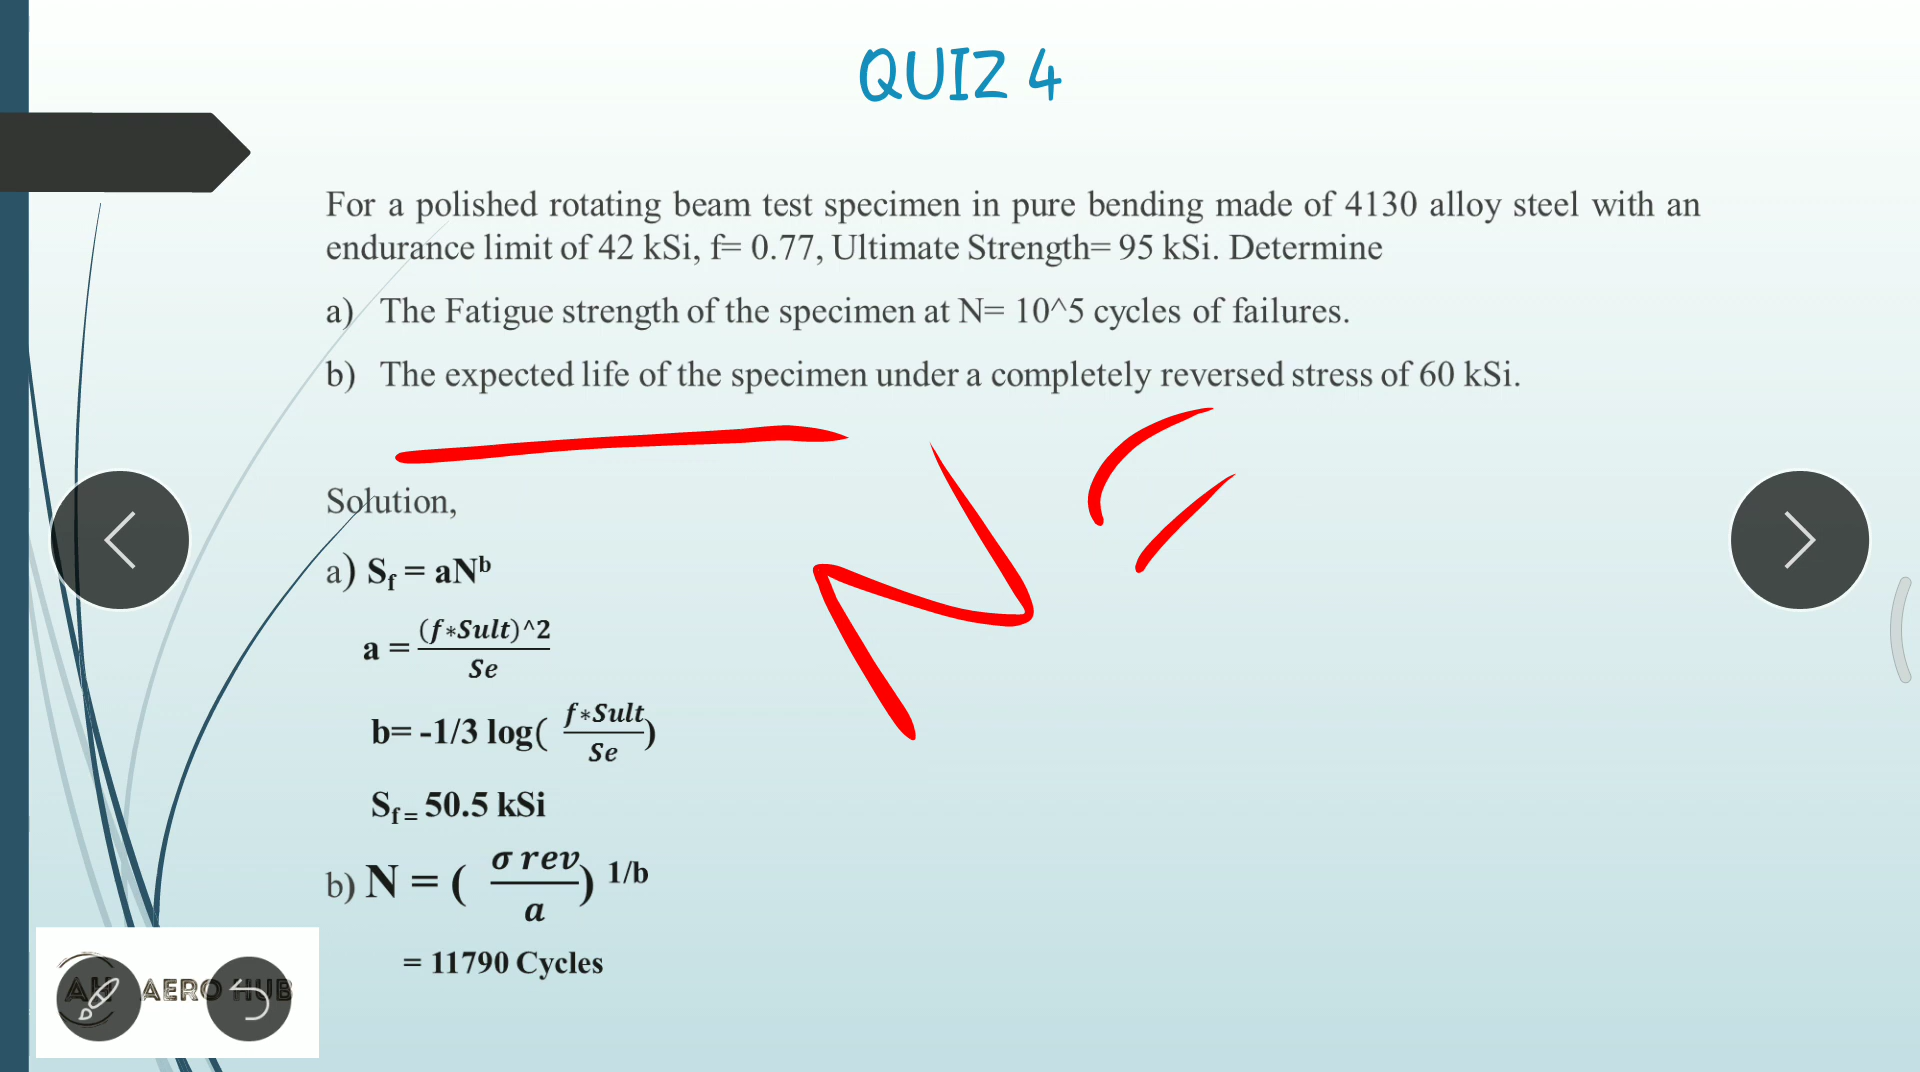 QUIZ 4
For a polished rotating beam test specimen in pure bending made of 4130 alloy steel with an
endurance limit of 42 kSi, f= 0.77, Ultimate Strength= 95 kSi. Determine
a) The Fatigue strength of the specimen at N= 10^5 cycles of failures.
b) The expected life of the specimen under a completely reversed stress of 60 kSi.
Solution,
a) Sf = aN^b
a = (f*Sult)^2 / Se
b= -1/3 log( f*Sult / Se )
Sf = 50.5 kSi
b) N = ( σ rev / a ) ^1/b
= 11790 Cycles
AH AERO HUB
N =